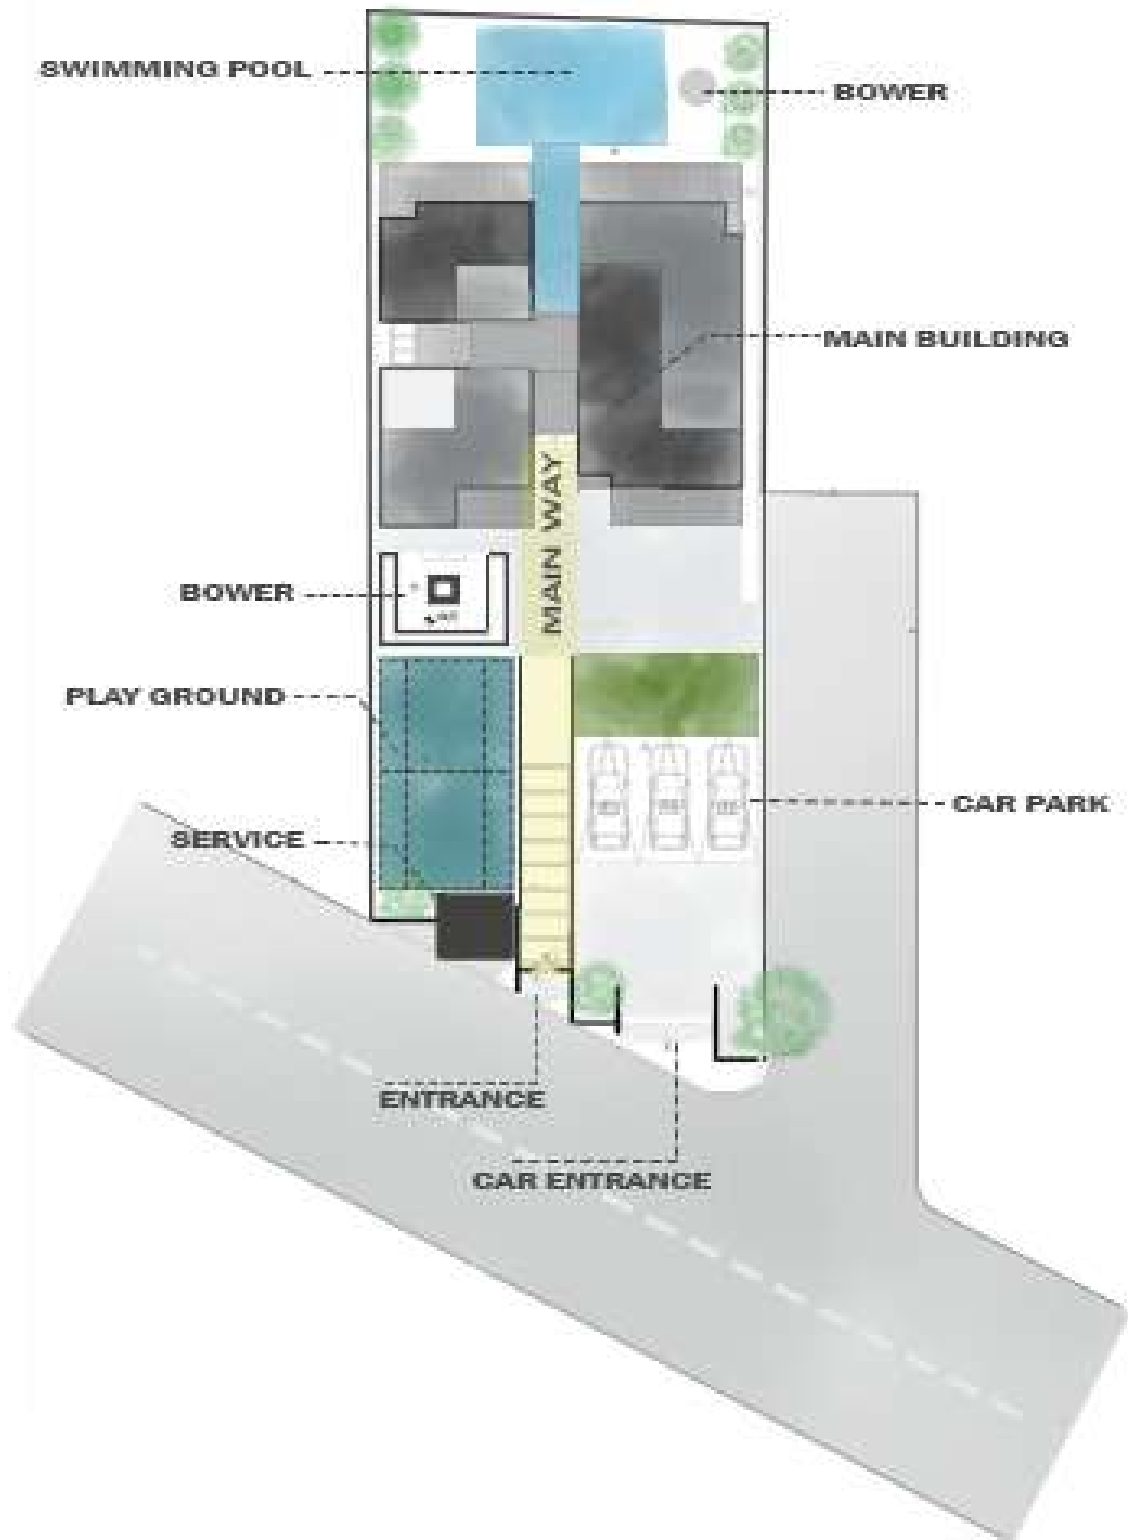 SWIMMING POOL
BOWER
MAIN BUILDING
MAIN WAY
BOWER
PLAY GROUND
CAR PARK
SERVICE
ENTRANCE
CAR ENTRANCE